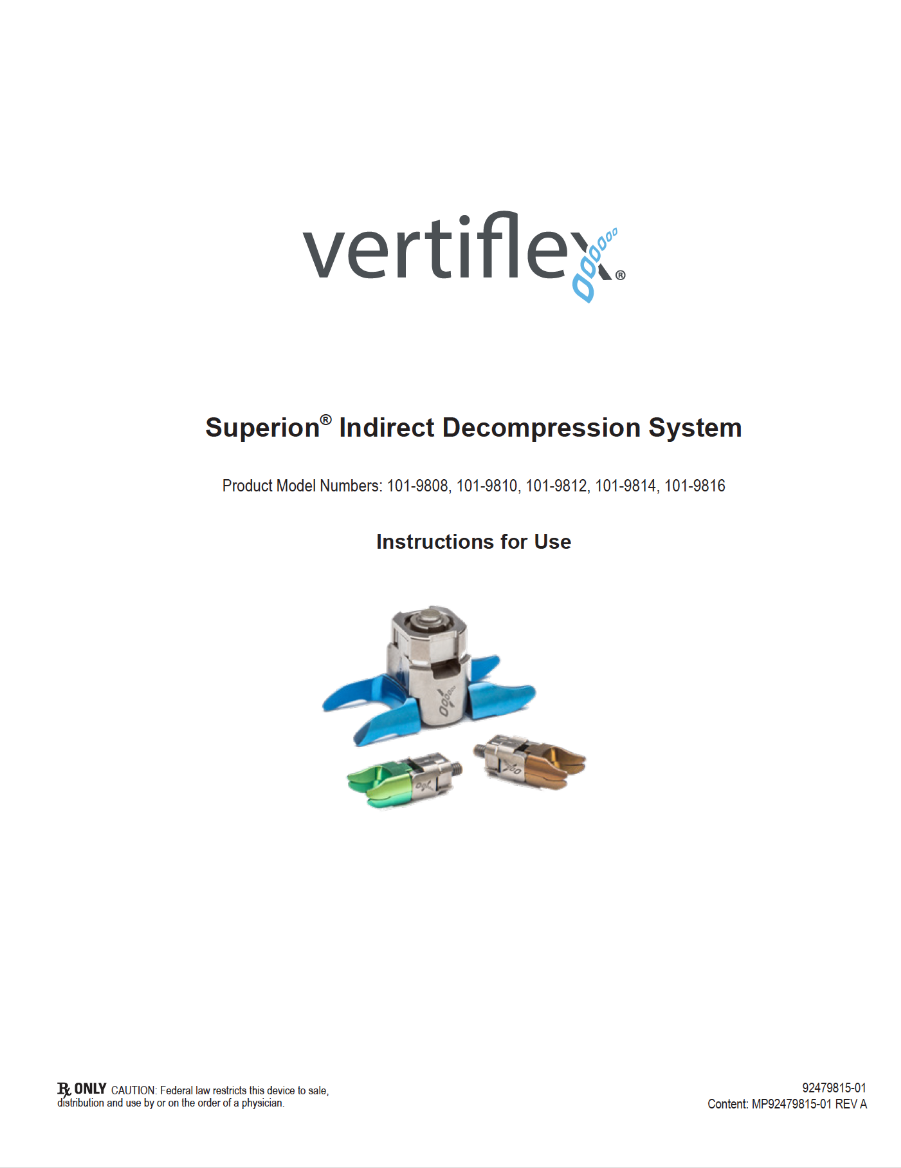 vertiflex®
Superion® Indirect Decompression System
Product Model Numbers: 101-9808, 101-9810, 101-9812, 101-9814, 101-9816
Instructions for Use
℞ ONLY CAUTION: Federal law restricts this device to sale,
distribution and use by or on the order of a physician.
92479815-01
Content: MP92479815-01 REV A